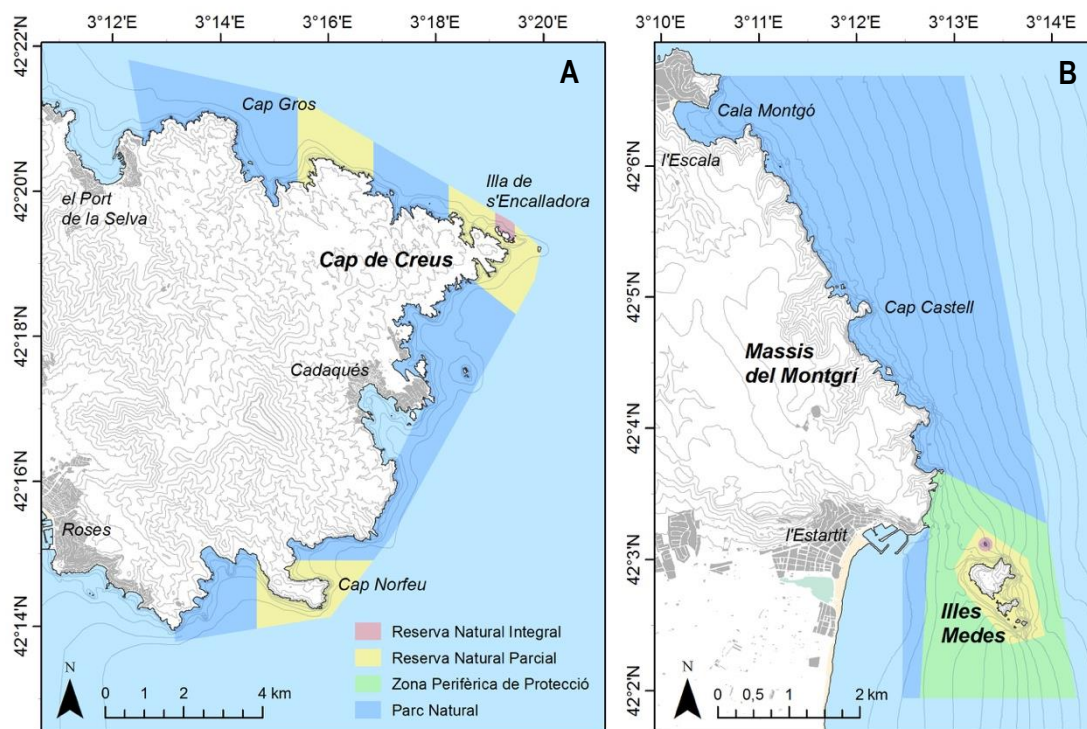 3°12'E
3°14'E
3°16'E
3°18'E
3°20'E
42°22'N
42°20'N
42°18'N
42°16'N
42°14'N
A
Cap Gros
el Port
de la Selva
Illa de
s'Encalladora
Cap de Creus
Cadaqués
Roses
Cap Norfeu
N
0 1 2 4 km
Reserva Natural Integral
Reserva Natural Parcial
Zona Perifèrica de Protecció
Parc Natural
3°10'E
3°11'E
3°12'E
3°13'E
3°14'E
42°6'N
42°5'N
42°4'N
42°3'N
42°2'N
B
Cala Montgó
l'Escala
Cap Castell
Massis
del Montgrí
l'Estartit
Illes
Medes
N
0 0,5 1 2 km